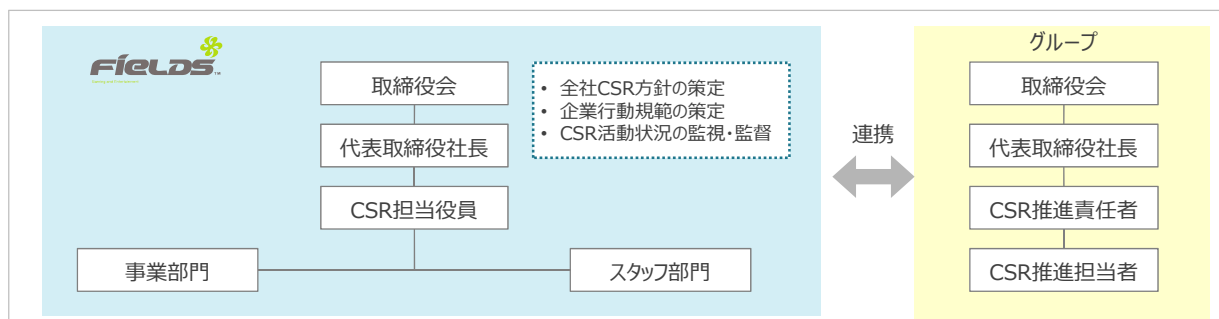 FIELDS
取締役会
代表取締役社長
CSR担当役員
事業部門
スタッフ部門
• 全社CSR方針の策定
• 企業行動規範の策定
• CSR活動状況の監視・監督
連携
グループ
取締役会
代表取締役社長
CSR推進責任者
CSR推進担当者